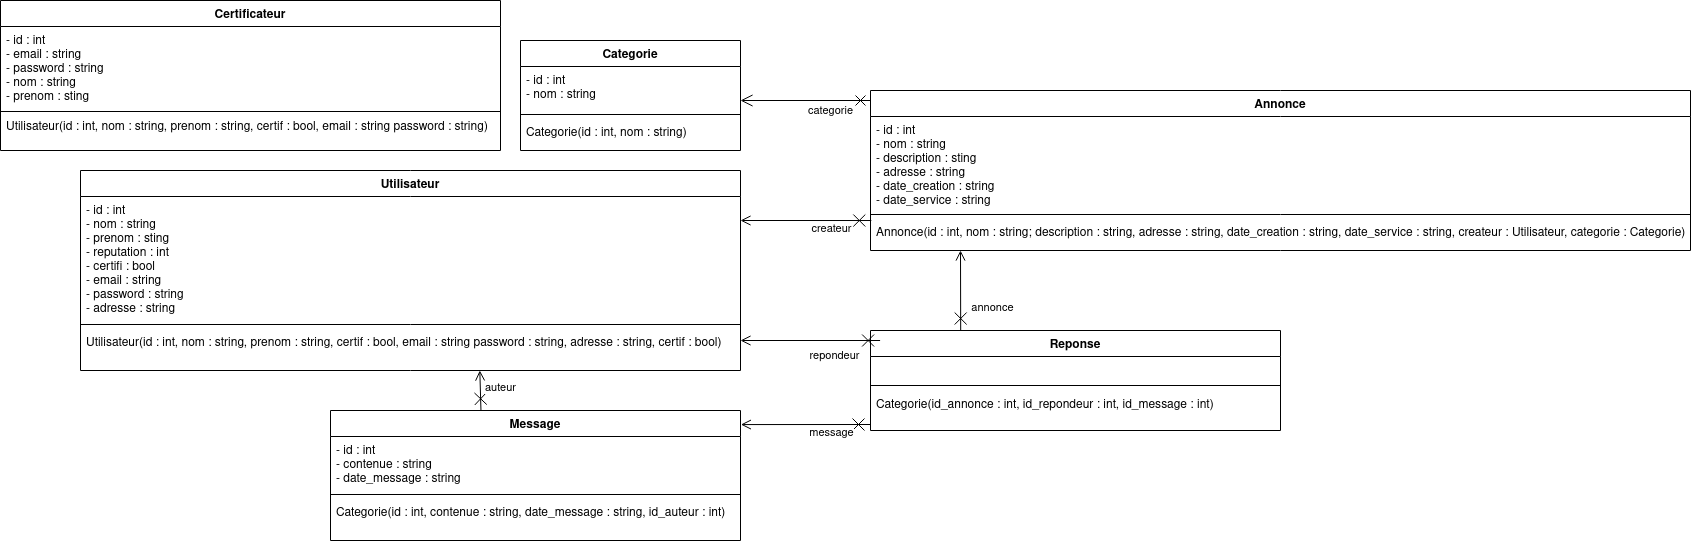 Certificateur
- id : int
- email : string
- password : string
- nom : string
- prenom : sting
Utilisateur(id : int, nom : string, prenom : string, certif : bool, email : string password : string)
Categorie
- id : int
- nom : string
Categorie(id : int, nom : string)
categorie
Annonce
- id : int
- nom : string
- description : sting
- adresse : string
- date_creation : string
- date_service : string
Annonce(id : int, nom : string; description : string, adresse : string, date_creation : string, date_service : string, createur : Utilisateur, categorie : Categorie)
Utilisateur
- id : int
- nom : string
- prenom : sting
- reputation : int
- certifi : bool
- email : string
- password : string
- adresse : string
Utilisateur(id : int, nom : string, prenom : string, certif : bool, email : string password : string, adresse : string, certif : bool)
createur
annonce
repondeur
Reponse
Categorie(id_annonce : int, id_repondeur : int, id_message : int)
auteur
message
Message
- id : int
- contenue : string
- date_message : string
Categorie(id : int, contenue : string, date_message : string, id_auteur : int)